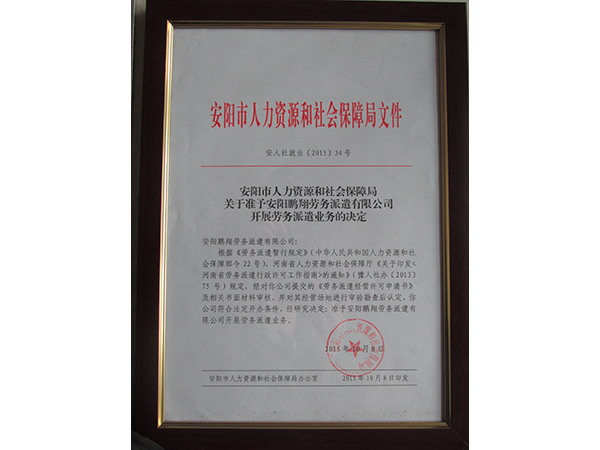 安阳市人力资源和社会保障局文件
安人社就业〔2015〕34号
安阳市人力资源和社会保障局
关于准予安阳鹏翔劳务派遣有限公司
开展劳务派遣业务的决定
安阳鹏翔劳务派遣有限公司：
根据《劳务派遣暂行规定》（中华人民共和国人力资源和社
会保障部令22号），河南省人力资源和社会保障厅《关于印发<
河南省劳务派遣行政许可工作指南>的通知》（豫人社办〔2013〕
75号）规定，经对你公司提交的《劳务派遣经营许可申请书》
及相关书面材料审核，并对其经营场地进行审验勘查后认定，你
公司符合法定开办条件。经研究决定：准予安阳鹏翔劳务派遣有
限公司开展劳务派遣业务。
2015年10月8日
安阳市人力资源和社会保障局办公室 2015年10月8日印发